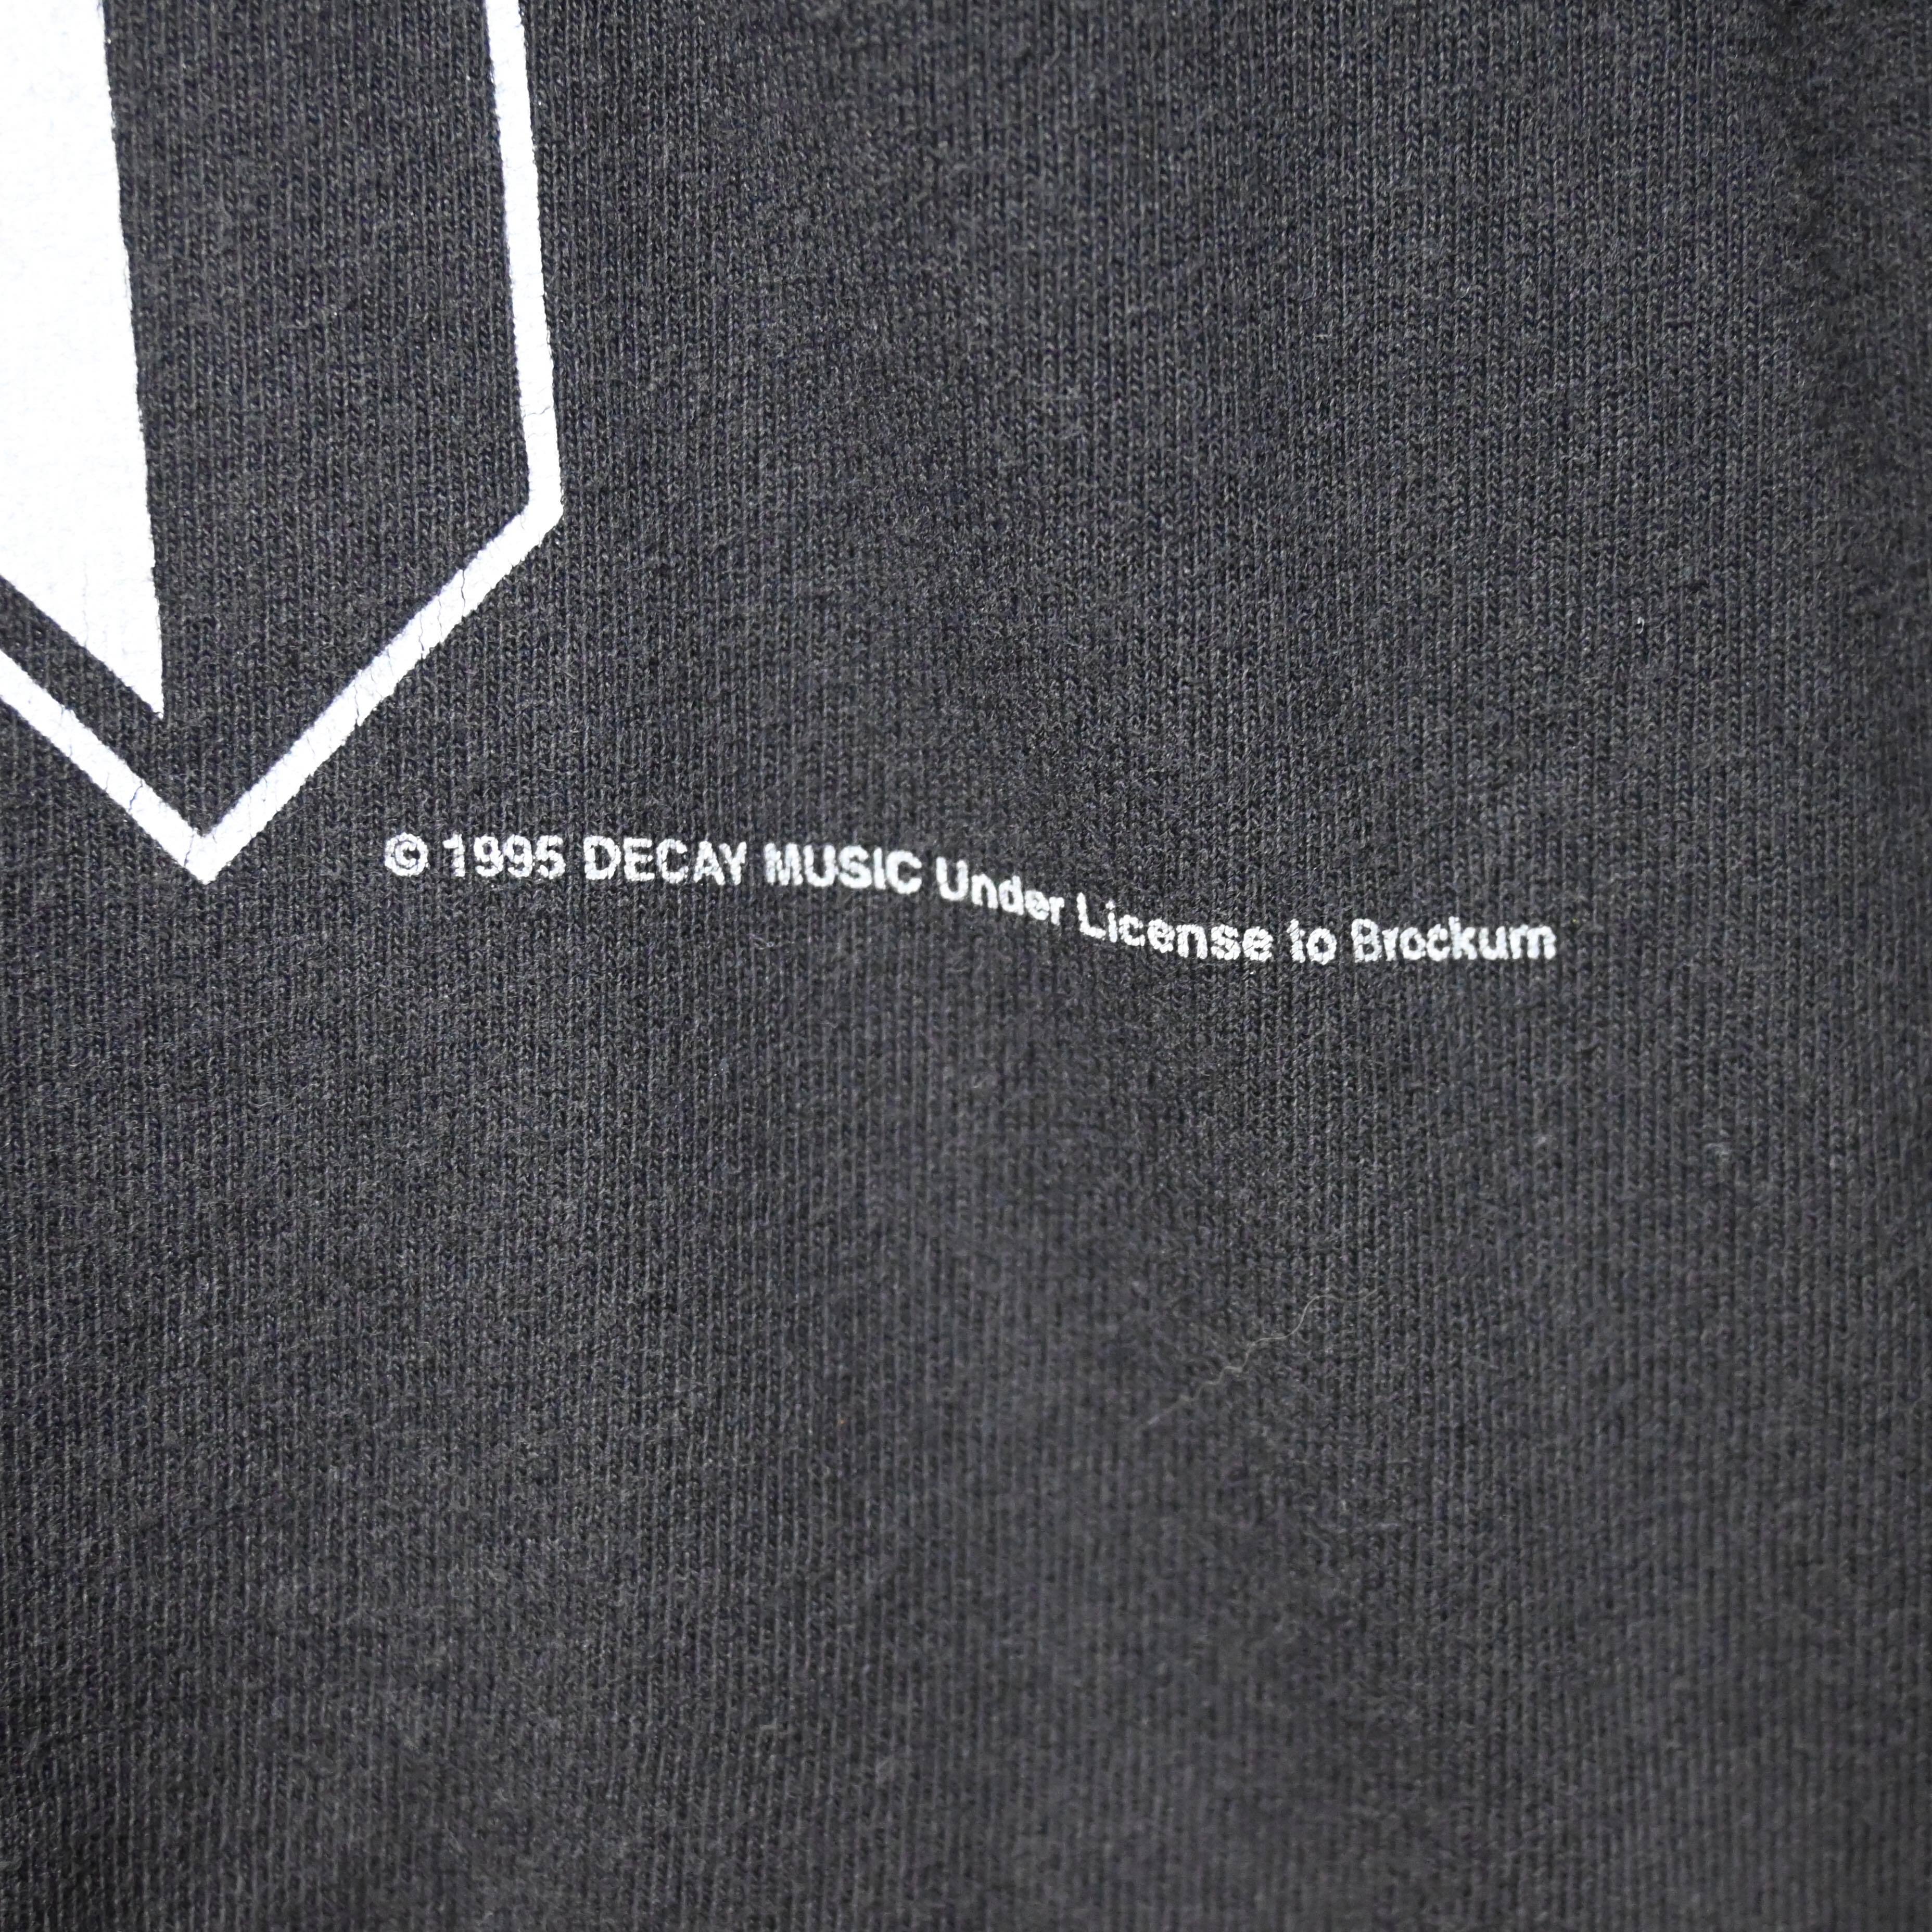 © 1995 DECAY MUSIC Under License to Brockum